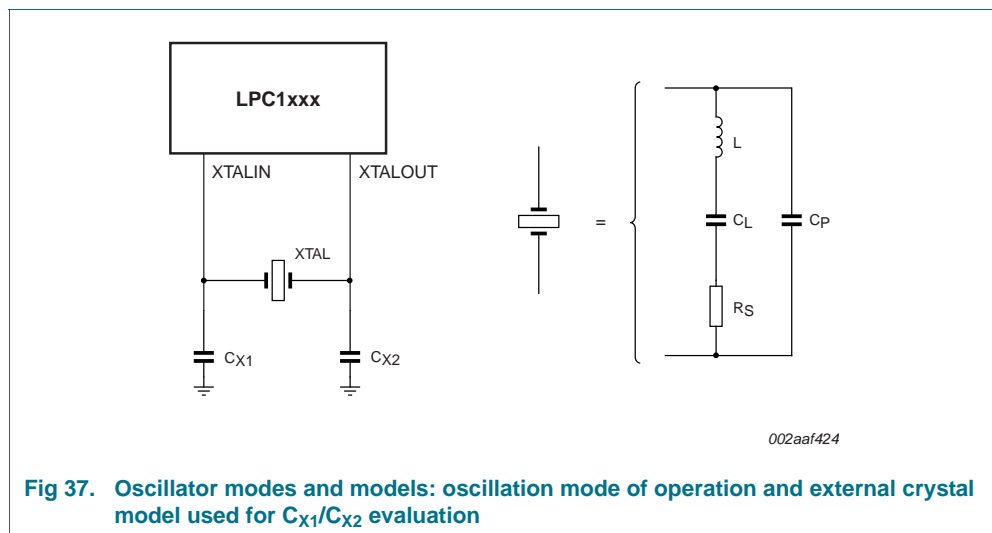 LPC1xxx
XTALIN
XTALOUT
XTAL
CX1
CX2
=
L
CL
CP
RS
002aaf424
Fig 37. Oscillator modes and models: oscillation mode of operation and external crystal
model used for CX1/CX2 evaluation